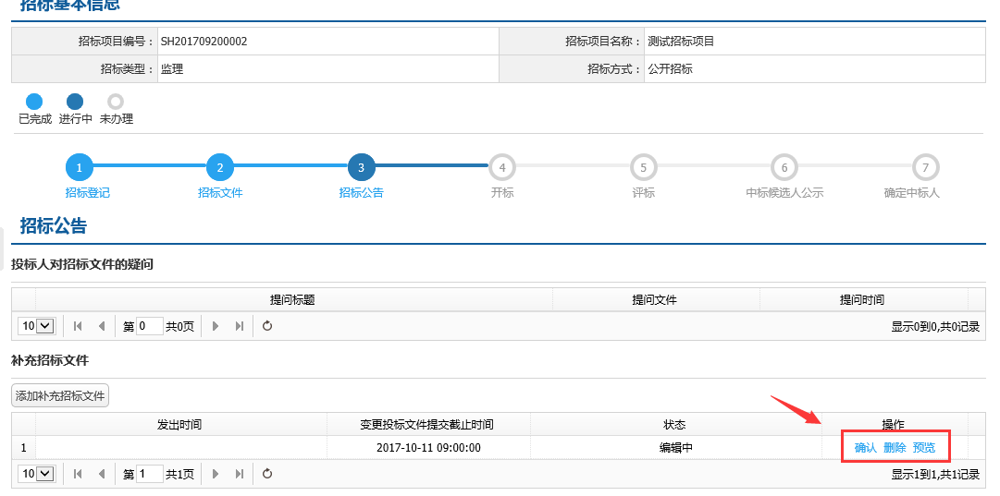 招标基本信息
招标项目编号： SH201709200002 招标项目名称： 测试招标项目
招标类型： 监理 招标方式： 公开招标
已完成 进行中 未办理
1 2 3 4 5 6 7
招标登记 招标文件 招标公告 开标 评标 中标候选人公示 确定中标人
招标公告
投标人对招标文件的疑问
提问标题 提问文件 提问时间
10 第 0 共0页 显示0到0,共0记录
补充招标文件
添加补充招标文件
发出时间 变更投标文件提交截止时间 状态 操作
1 2017-10-11 09:00:00 编辑中 确认 删除 预览
10 第 1 共1页 显示1到1,共1记录